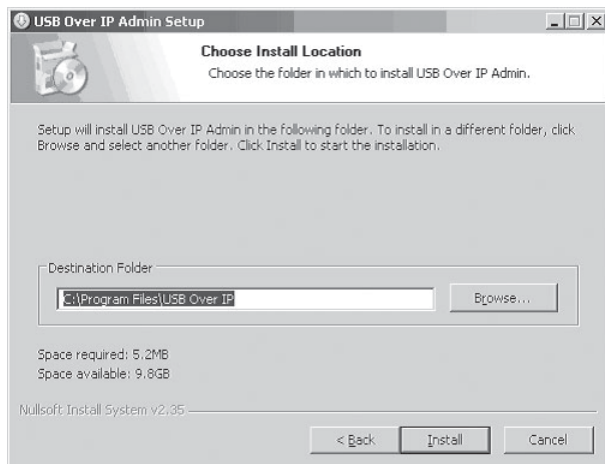 USB Over IP Admin Setup
Choose Install Location
Choose the folder in which to install USB Over IP Admin.
Setup will install USB Over IP Admin in the following folder. To install in a different folder, click
Browse and select another folder. Click Install to start the installation.
Destination Folder
C:\Program Files\USB Over IP
Browse...
Space required: 5.2MB
Space available: 9.8GB
Nullsoft Install System v2.35
< Back
Install
Cancel